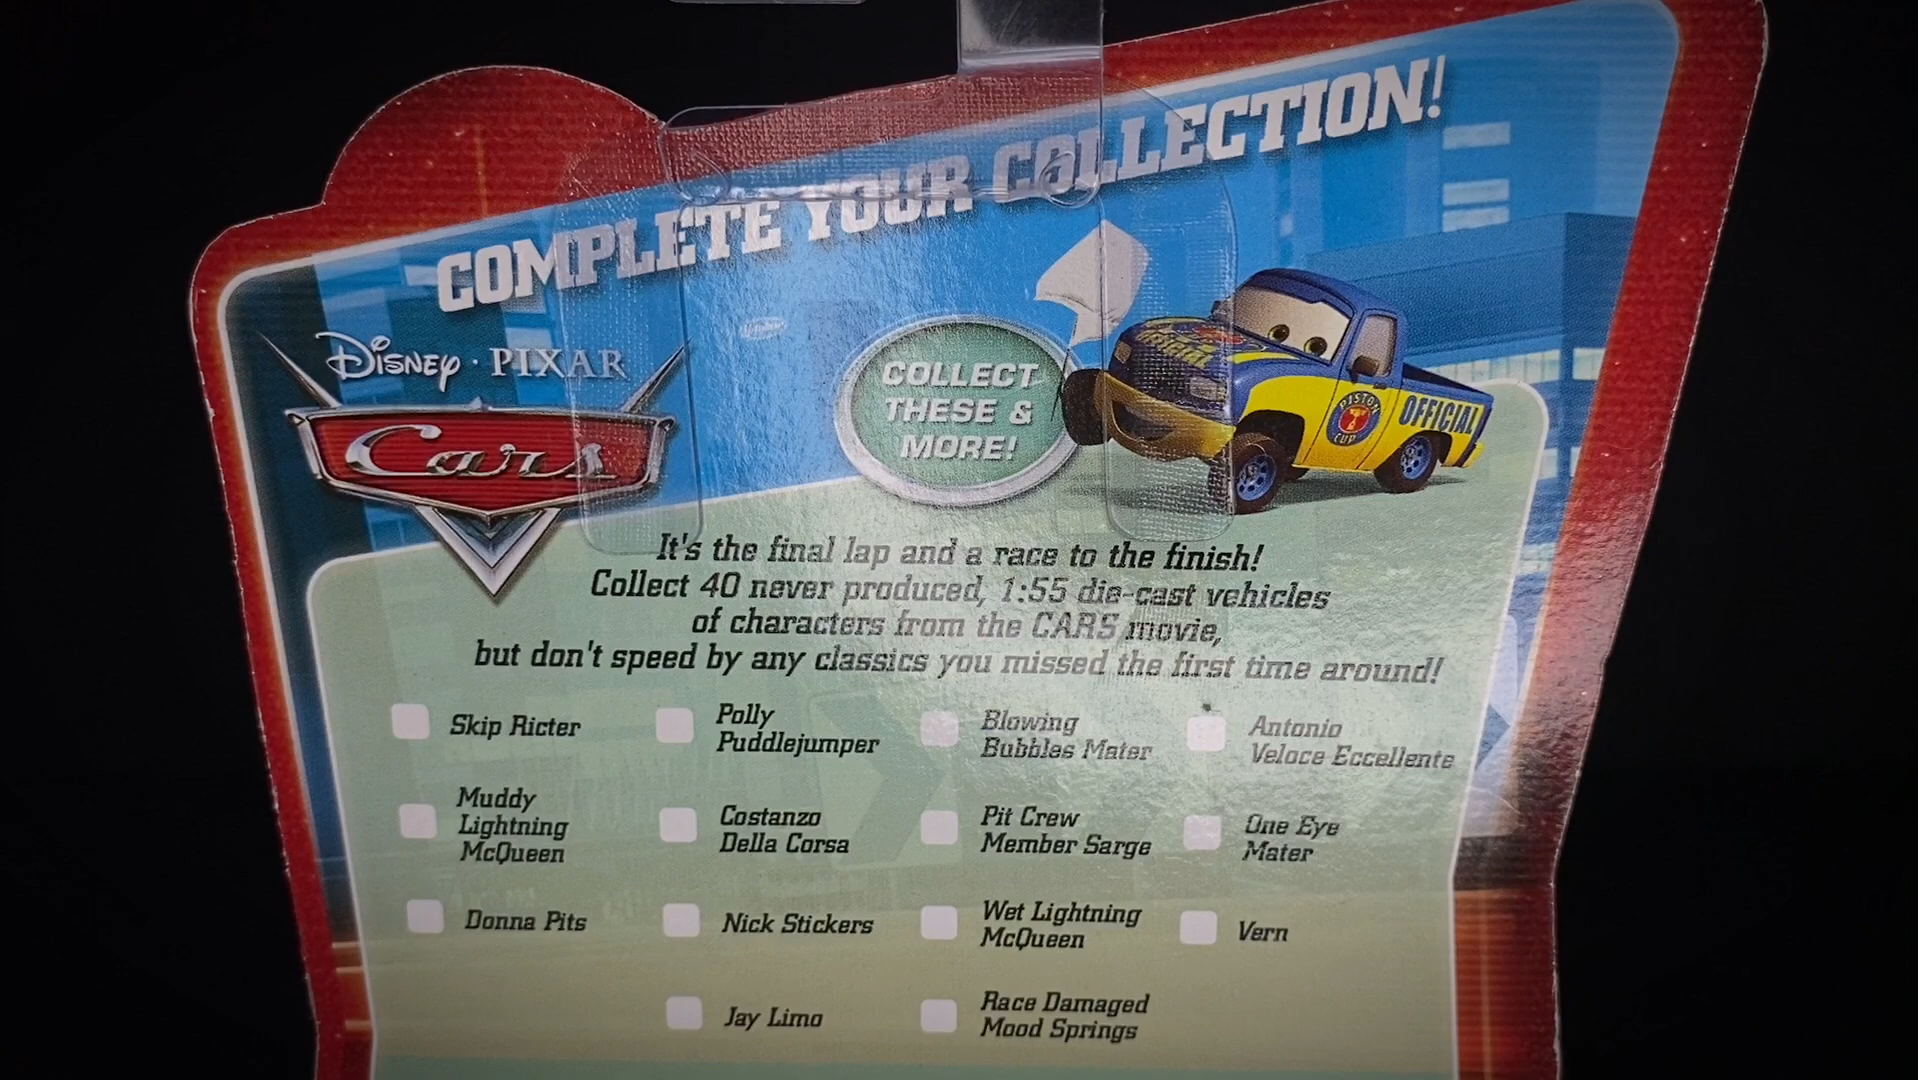 COMPLETE YOUR COLLECTION!
DISNEY · PIXAR
Cars
COLLECT
THESE &
MORE!
OFFICIAL
PISTON
CUP
OFFICIAL
It's the final lap and a race to the finish!
Collect 40 never produced, 1:55 die-cast vehicles
of characters from the CARS movie,
but don't speed by any classics you missed the first time around!
Skip Ricter
Polly
Puddlejumper
Blowing
Bubbles Mater
Antonio
Veloce Eccellente
Muddy
Lightning
McQueen
Costanzo
Della Corsa
Pit Crew
Member Sarge
One Eye
Mater
Donna Pits
Nick Stickers
Wet Lightning
McQueen
Vern
Jay Limo
Race Damaged
Mood Springs